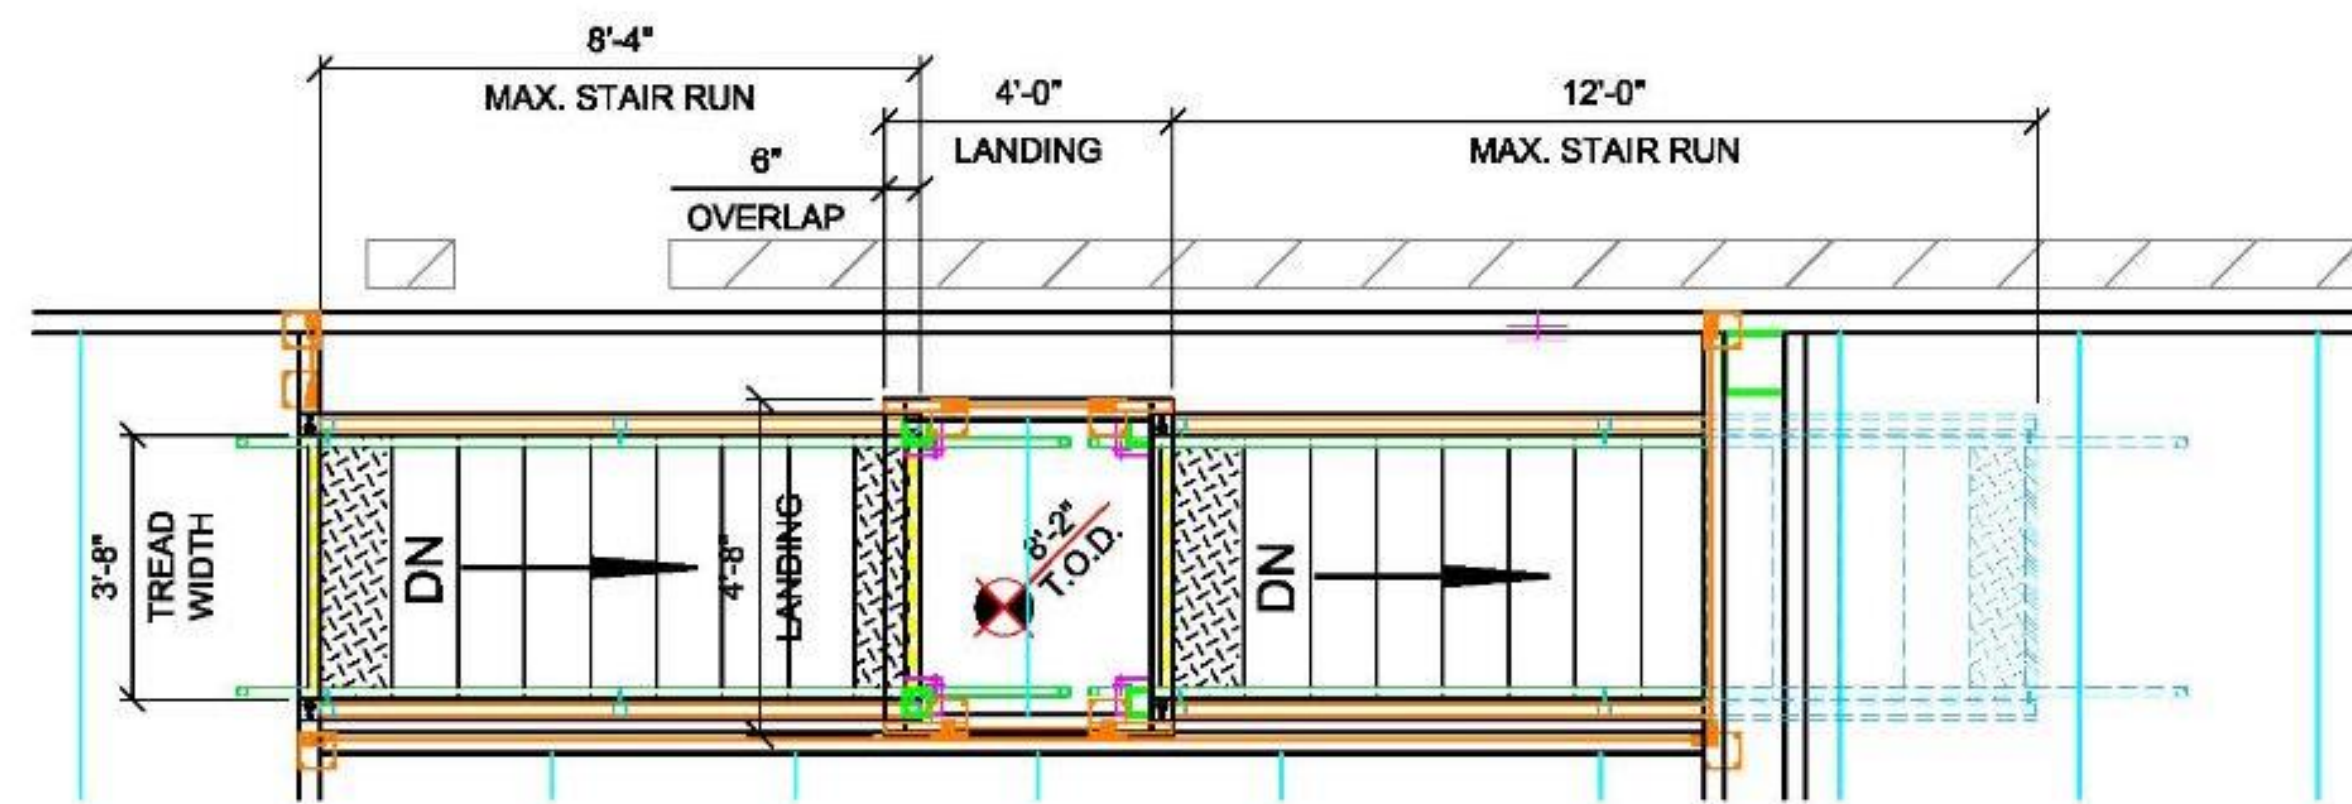 8'-4"
MAX. STAIR RUN
4'-0"
LANDING
12'-0"
MAX. STAIR RUN
6"
OVERLAP
3'-8"
TREAD
WIDTH
DN
4'-8"
LANDING
8'-2"
T.O.D.
DN